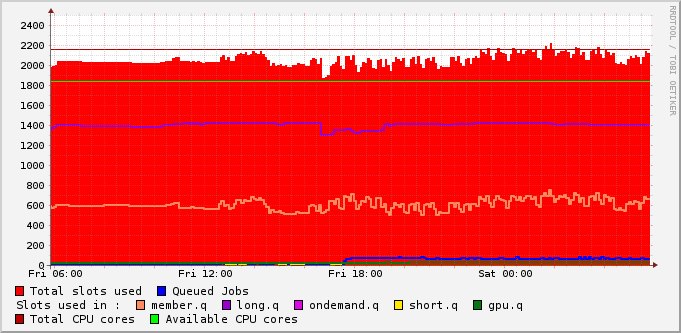 2400
2200
2000
1800
1600
1400
1200
1000
800
600
400
200
0
Fri 06:00 Fri 12:00 Fri 18:00 Sat 00:00
Total slots used Queued Jobs
Slots used in : member.q long.q ondemand.q short.q gpu.q
Total CPU cores Available CPU cores
RRDTOOL / TOBI OETIKER